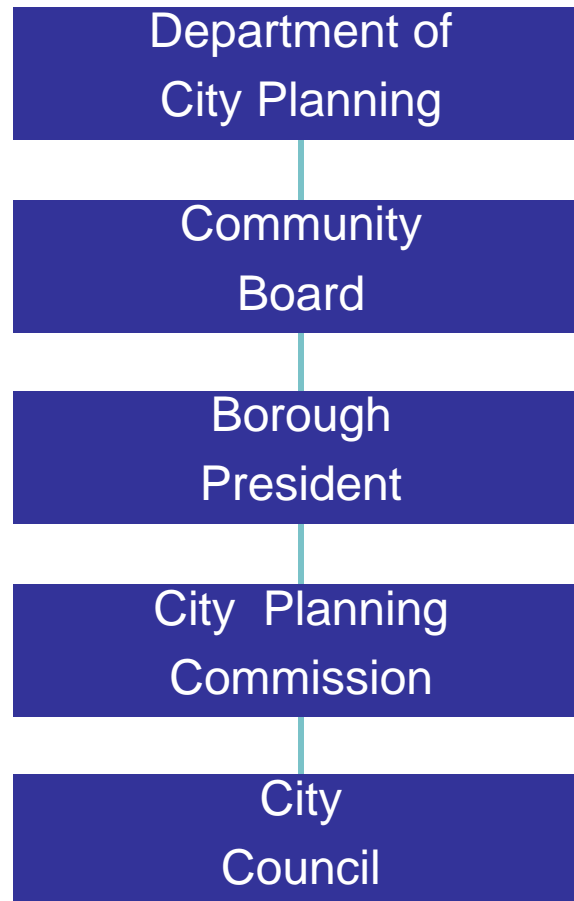 Department of
City Planning
Community
Board
Borough
President
City  Planning
Commission
City
Council